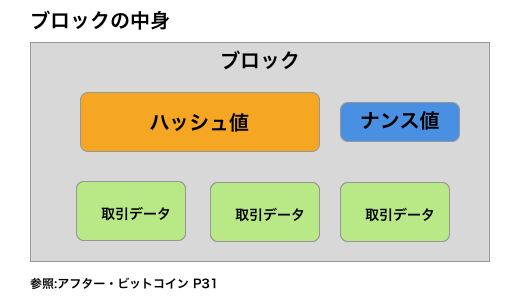 ブロックの中身
ブロック
ハッシュ値
ナンス値
取引データ
取引データ
取引データ
参照:アフター・ビットコイン P31